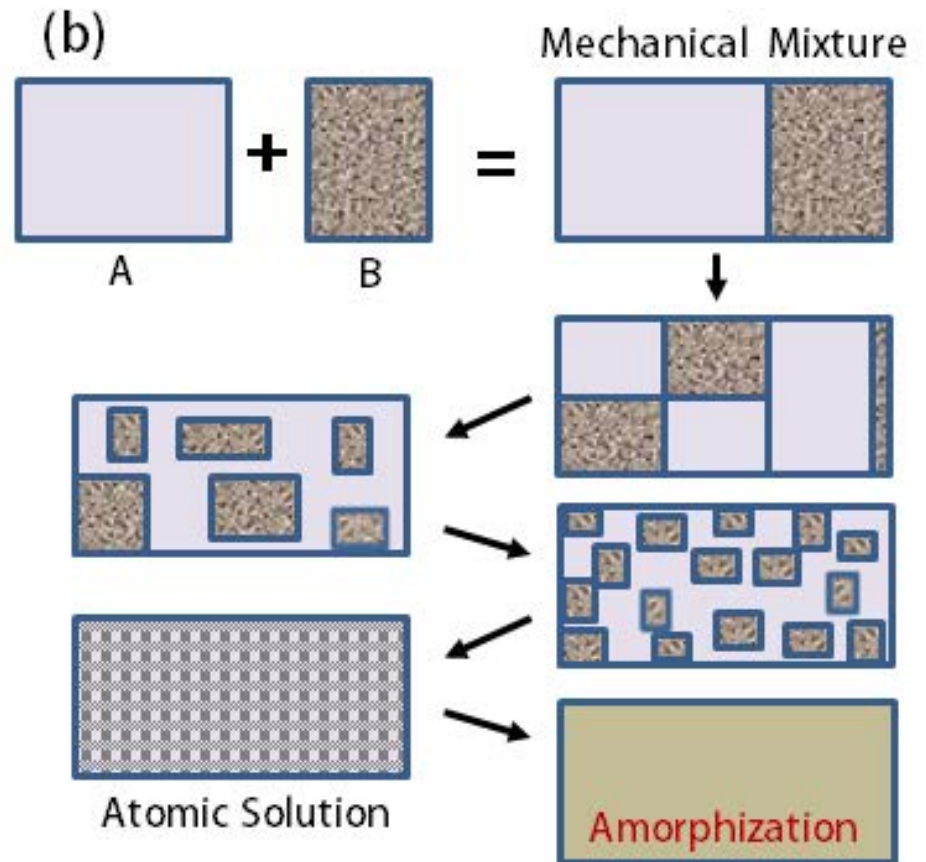 (b)
Mechanical Mixture
+
=
A
B
Atomic Solution
Amorphization